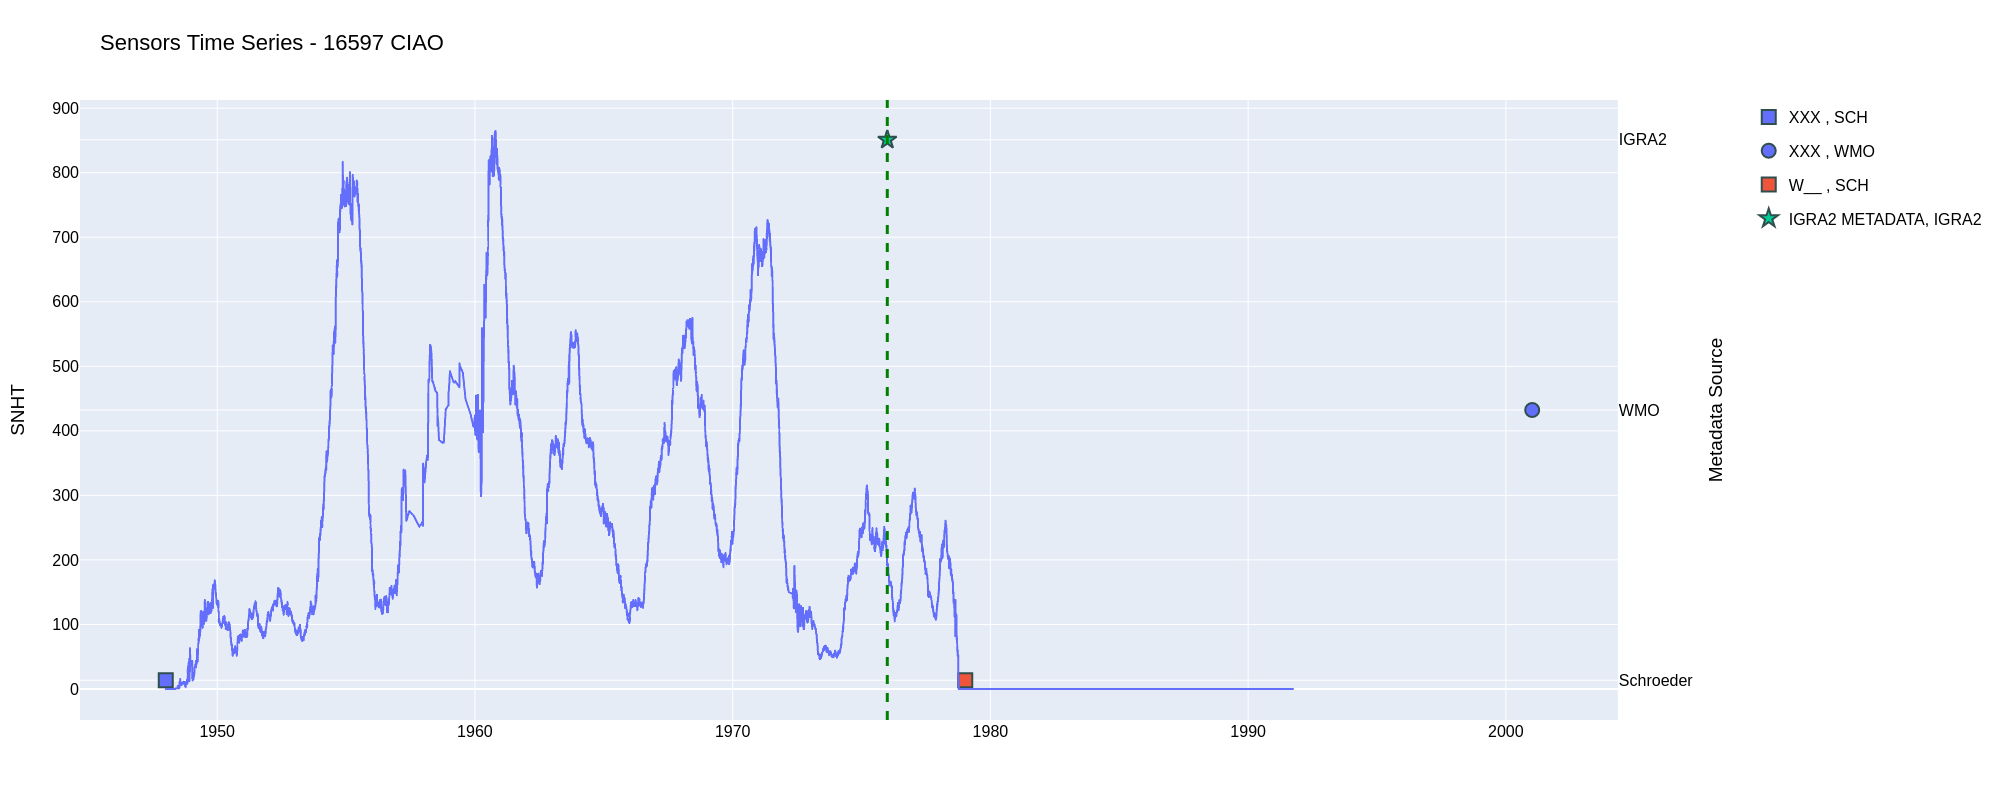 Sensors Time Series - 16597 CIAO
900
800
700
600
500
400
300
200
100
0
SNHT
1950
1960
1970
1980
1990
2000
IGRA2
WMO
Schroeder
Metadata Source
XXX , SCH
XXX , WMO
W__ , SCH
IGRA2 METADATA, IGRA2